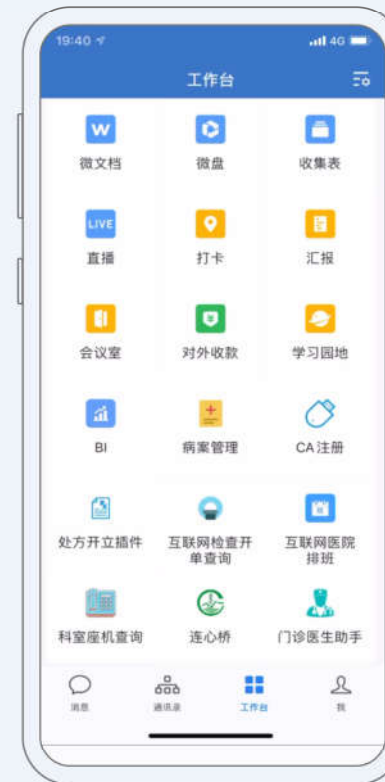 19:40
4G
工作台
W
微文档
微盘
收集表
LIVE
直播
打卡
汇报
会议室
对外收款
学习园地
BI
病案管理
CA注册
处方开立插件
互联网检查开
单查询
互联网医院
排班
科室座机查询
连心桥
门诊医生助手
消息
通讯录
工作台
我